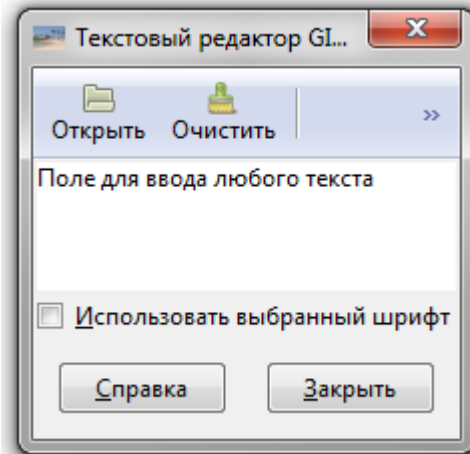 Текстовый редактор GI...
Открыть Очистить »
Поле для ввода любого текста
Использовать выбранный шрифт
Справка Закрыть